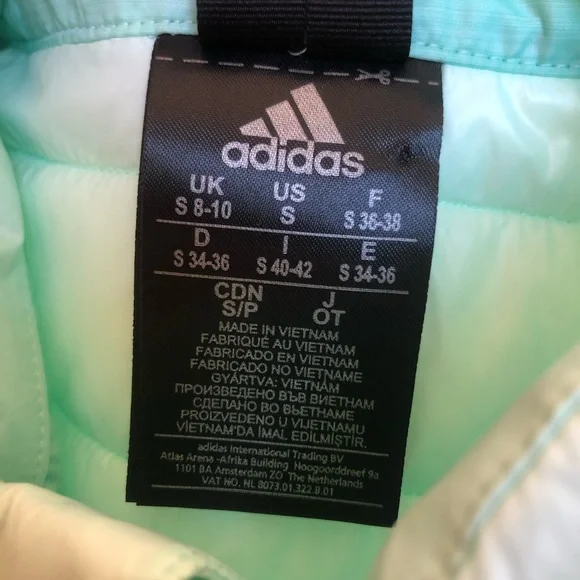 adidas
UK US F
S 8-10 S S 36-38
D I E
S 34-36 S 40-42 S 34-36
CDN J
S/P OT
MADE IN VIETNAM
FABRIQUÉ AU VIETNAM
FABRICADO EN VIETNAM
FABRICADO NO VIETNAME
GYÁRTVA: VIETNÁM
ПРОИЗВЕДЕНО ВЪВ ВИЕТНАМ
СДЕЛАНО ВО ВЬЕТНАМЕ
PROIZVEDENO U VIJETNAMU
VIETNAM'DA İMAL EDİLMİŞTİR.
adidas International Trading BV
Atlas Arena -Afrika Building Hoogoorddreef 9a
1101 BA Amsterdam ZO The Netherlands
VAT NO. NL 8073.01.322.B.01